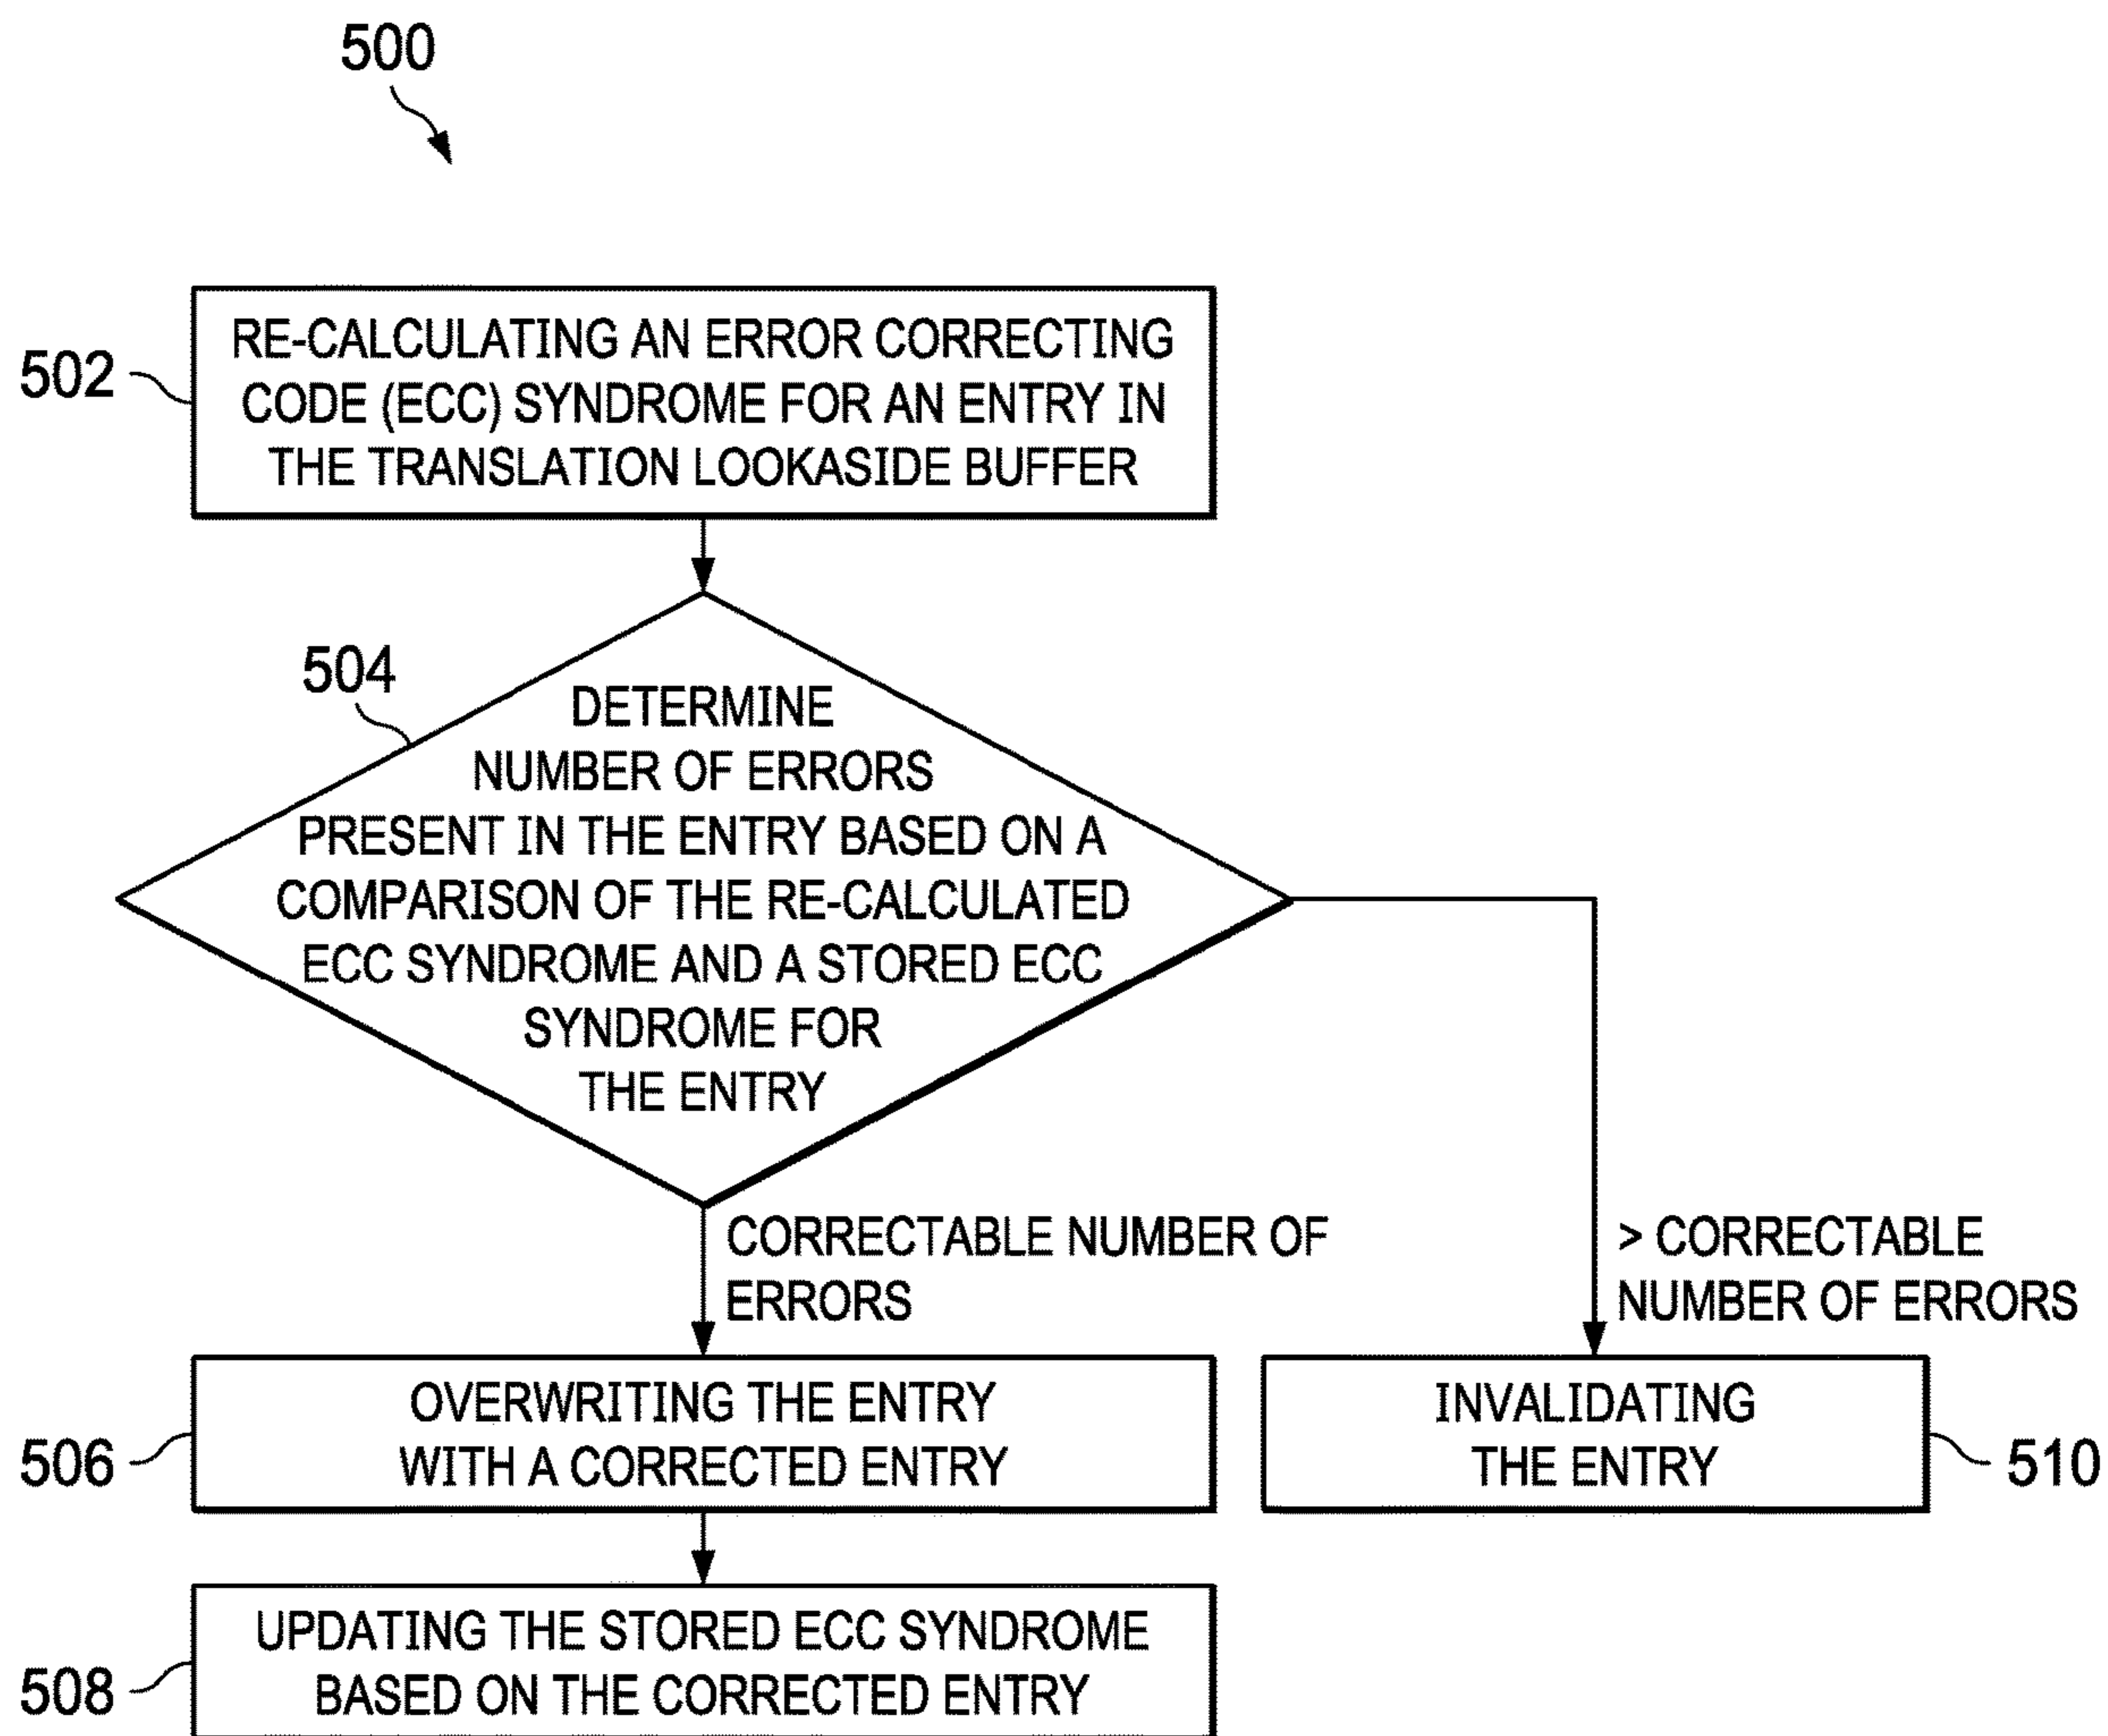 500
502
RE-CALCULATING AN ERROR CORRECTING
CODE (ECC) SYNDROME FOR AN ENTRY IN
THE TRANSLATION LOOKASIDE BUFFER
504
DETERMINE
NUMBER OF ERRORS
PRESENT IN THE ENTRY BASED ON A
COMPARISON OF THE RE-CALCULATED
ECC SYNDROME AND A STORED ECC
SYNDROME FOR
THE ENTRY
CORRECTABLE NUMBER OF
ERRORS
> CORRECTABLE
NUMBER OF ERRORS
506
OVERWRITING THE ENTRY
WITH A CORRECTED ENTRY
INVALIDATING
THE ENTRY
510
508
UPDATING THE STORED ECC SYNDROME
BASED ON THE CORRECTED ENTRY